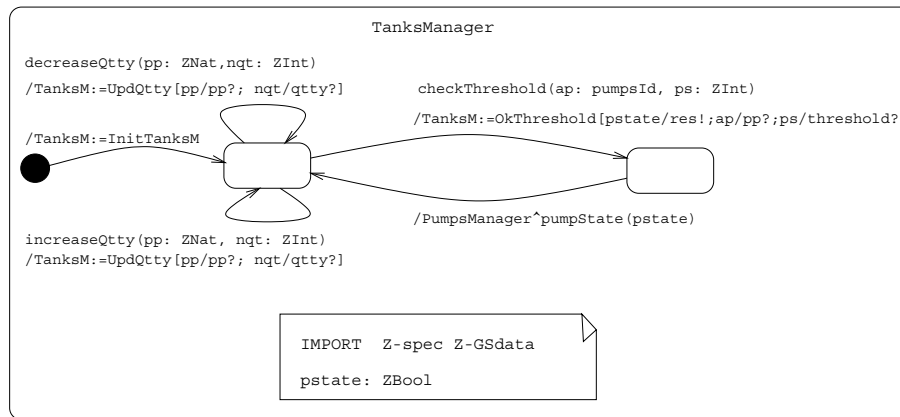 TanksManager
decreaseQtty(pp: ZNat,nqt: ZInt)
/TanksM:=UpdQtty[pp/pp?; nqt/qtty?]
checkThreshold(ap: pumpsId, ps: ZInt)
/TanksM:=OkThreshold[pstate/res!;ap/pp?;ps/threshold?
/TanksM:=InitTanksM
/PumpsManager^pumpState(pstate)
increaseQtty(pp: ZNat, nqt: ZInt)
/TanksM:=UpdQtty[pp/pp?; nqt/qtty?]
IMPORT Z-spec Z-GSdata
pstate: ZBool